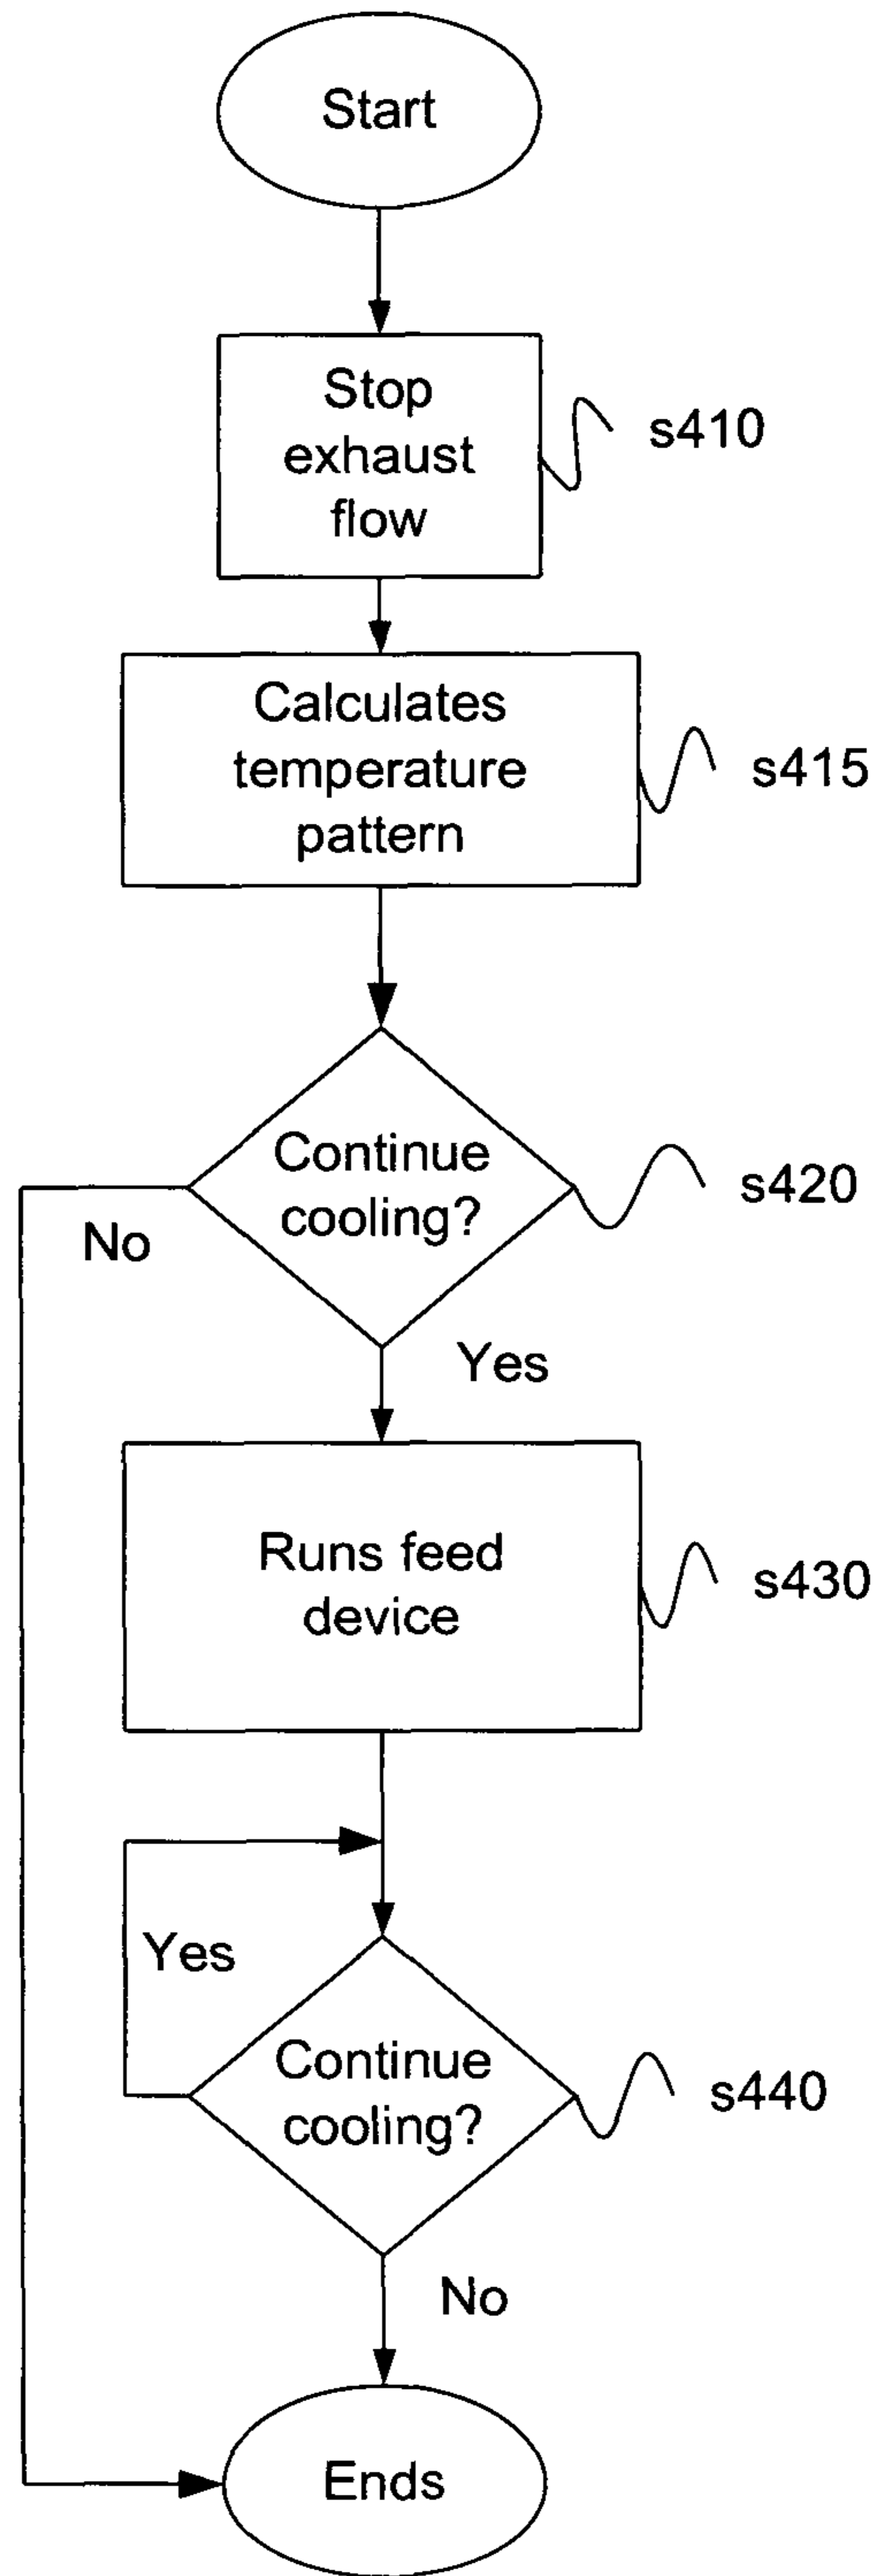 Start
Stop
exhaust
flow
s410
Calculates
temperature
pattern
s415
Continue
cooling?
s420
No
Yes
Runs feed
device
s430
Yes
Continue
cooling?
s440
No
Ends